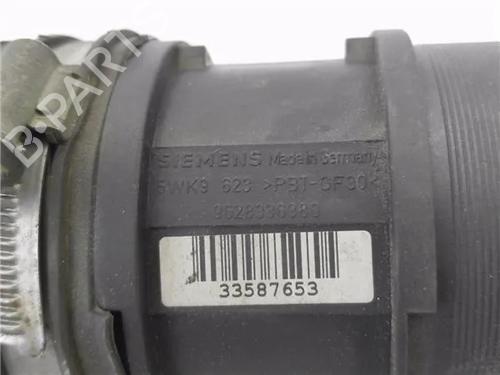 B-PARTS
SIEMENS Made in Germany
5WK9 623 >PBT-GF30<
9628336380
33587653